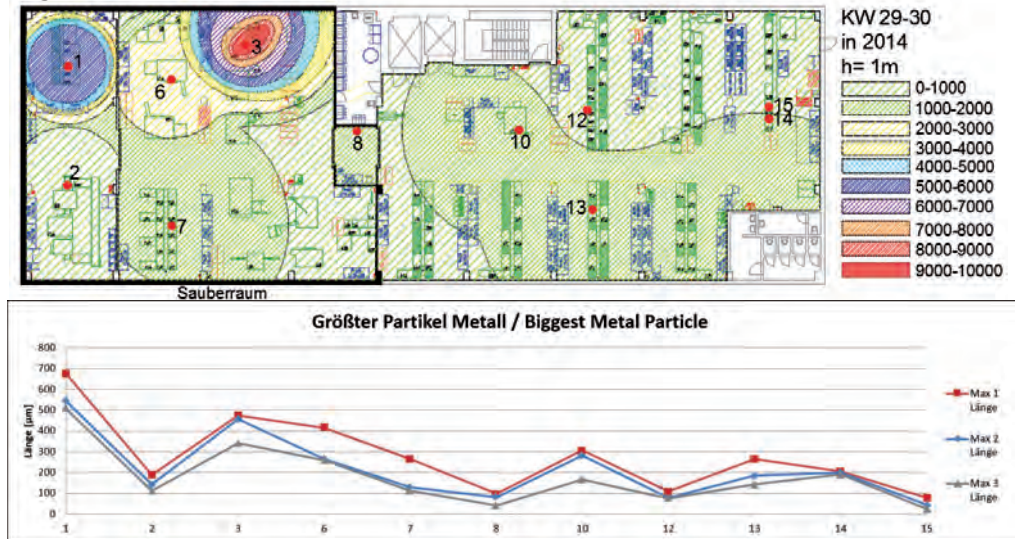 KW 29-30
in 2014
h= 1m
0-1000
1000-2000
2000-3000
3000-4000
4000-5000
5000-6000
6000-7000
7000-8000
8000-9000
9000-10000
1
3
6
2
7
8
10
12
15
14
13
Sauberraum
Größter Partikel Metall / Biggest Metal Particle
Länge [µm]
800
700
600
500
400
300
200
100
0
1 2 3 6 7 8 10 12 13 14 15
Max 1
Länge
Max 2
Länge
Max 3
Länge